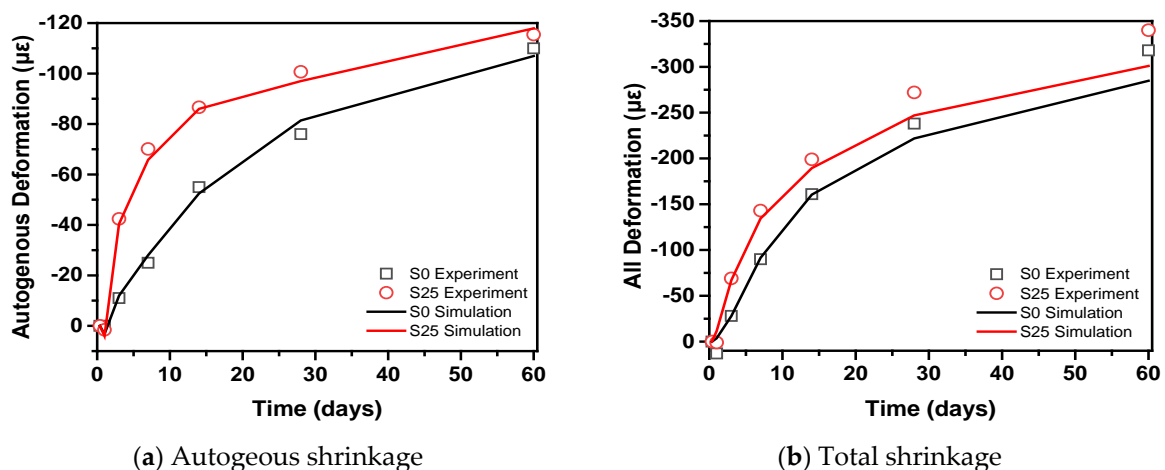 -120
-100
-80
-60
-40
-20
0
0 10 20 30 40 50 60
Autogenous Deformation (με)
Time (days)
S0 Experiment
S25 Experiment
S0 Simulation
S25 Simulation
(a) Autogeous shrinkage
-350
-300
-250
-200
-150
-100
-50
0
0 10 20 30 40 50 60
All Deformation (με)
Time (days)
S0 Experiment
S25 Experiment
S0 Simulation
S25 Simulation
(b) Total shrinkage